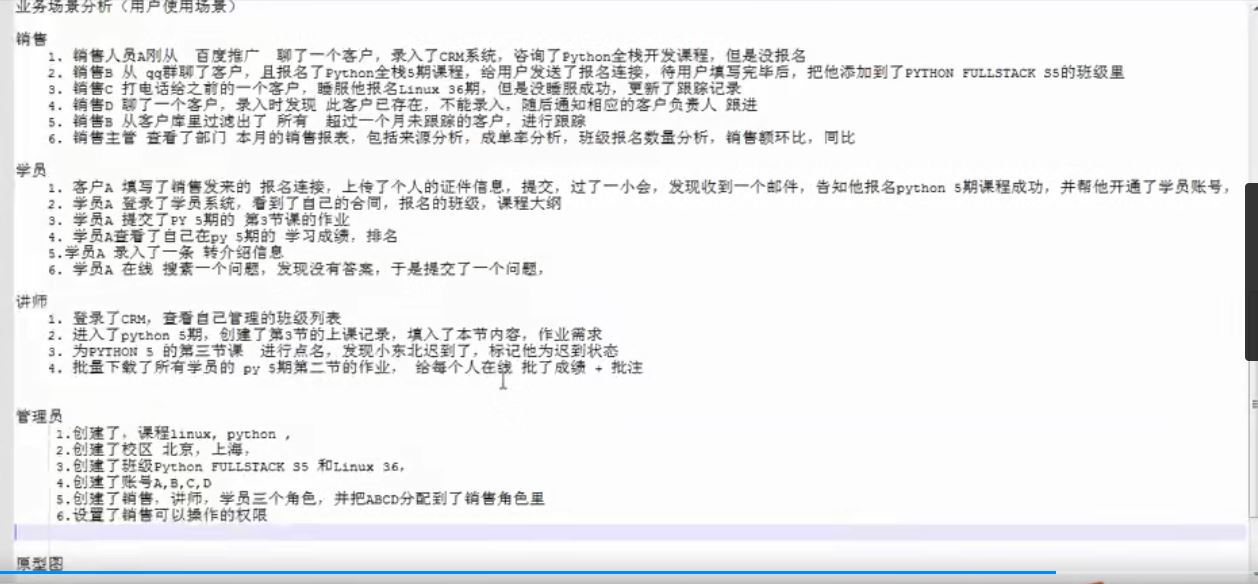 业务场景分析（用户使用场景）
销售
1. 销售人员A刚从 百度推广 聊了一个客户，录入了CRM系统，咨询了Python全栈开发课程，但是没报名
2. 销售B 从 qq群聊了客户，且报名了Python全栈5期课程，给用户发送了报名连接，待用户填写完毕后，把他添加到了PYTHON FULLSTACK S5的班级里
3. 销售C 打电话给之前的一个客户，睡服他报名Linux 36期，但是没睡服成功，更新了跟踪记录
4. 销售D 聊了一个客户，录入时发现 此客户已存在，不能录入，随后通知相应的客户负责人 跟进
5. 销售B 从客户库里过滤出了 所有 超过一个月未跟踪的客户，进行跟踪
6. 销售主管 查看了部门 本月的销售报表，包括来源分析，成单率分析，班级报名数量分析，销售额环比，同比
学员
1. 客户A 填写了销售发来的 报名连接，上传了个人的证件信息，提交，过了一小会，发现收到一个邮件，告知他报名python 5期课程成功，并帮他开通了学员账号，
2. 学员A 登录了学员系统，看到了自己的合同，报名的班级，课程大纲
3. 学员A 提交了PY 5期的 第3节课的作业
4. 学员A查看了自己在py 5期的 学习成绩，排名
5.学员A 录入了一条 转介绍信息
6. 学员A 在线 搜素一个问题，发现没有答案，于是提交了一个问题，
讲师
1. 登录了CRM，查看自己管理的班级列表
2. 进入了python 5期，创建了第3节的上课记录，填入了本节内容，作业需求
3. 为PYTHON 5 的第三节课 进行点名，发现小东北迟到了，标记他为迟到状态
4. 批量下载了所有学员的 py 5期第二节的作业， 给每个人在线 批了成绩 + 批注
管理员
1.创建了，课程linux, python ,
2.创建了校区 北京，上海，
3.创建了班级Python FULLSTACK S5 和Linux 36，
4.创建了账号A,B,C,D
5.创建了销售，讲师，学员三个角色，并把ABCD分配到了销售角色里
6.设置了销售可以操作的权限
原型图